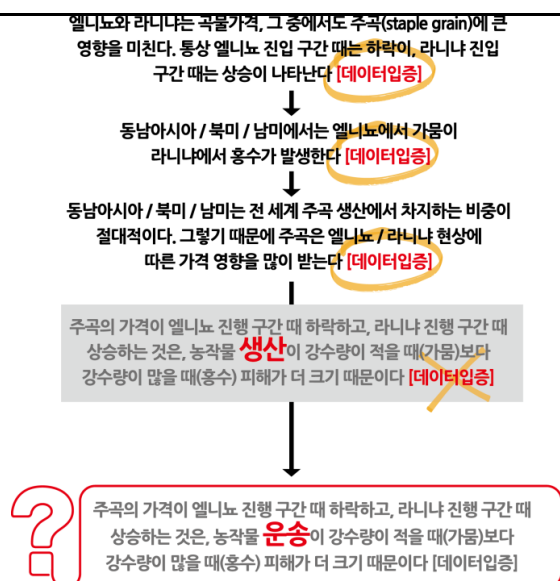 엘니뇨와 라니냐는 곡물가격, 그 중에서도 주곡(staple grain)에 큰
영향을 미친다. 통상 엘니뇨 진입 구간 때는 하락이, 라니냐 진입
구간 때는 상승이 나타난다 [데이터입증]
동남아시아 / 북미 / 남미에서는 엘니뇨에서 가뭄이
라니냐에서 홍수가 발생한다 [데이터입증]
동남아시아 / 북미 / 남미는 전 세계 주곡 생산에서 차지하는 비중이
절대적이다. 그렇기 때문에 주곡은 엘니뇨 / 라니냐 현상에
따른 가격 영향을 많이 받는다 [데이터입증]
주곡의 가격이 엘니뇨 진행 구간 때 하락하고, 라니냐 진행 구간 때
상승하는 것은, 농작물 생산이 강수량이 적을 때(가뭄)보다
강수량이 많을 때(홍수) 피해가 더 크기 때문이다 [데이터입증]
?
주곡의 가격이 엘니뇨 진행 구간 때 하락하고, 라니냐 진행 구간 때
상승하는 것은, 농작물 운송이 강수량이 적을 때(가뭄)보다
강수량이 많을 때(홍수) 피해가 더 크기 때문이다 [데이터입증]